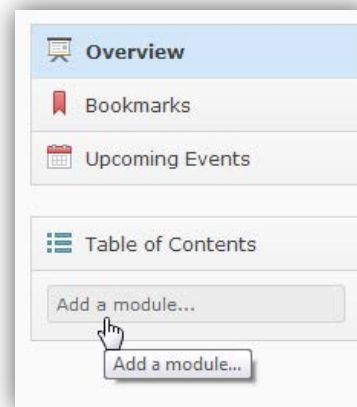 Overview
Bookmarks
Upcoming Events
Table of Contents
Add a module...
Add a module...